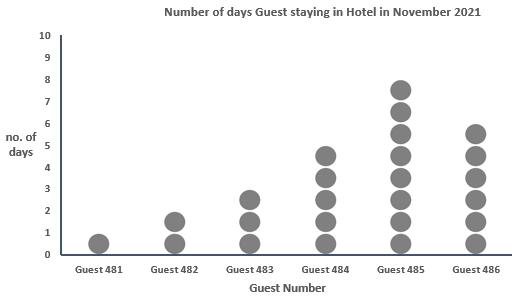 Number of days Guest staying in Hotel in November 2021
10
9
8
7
6
5
4
3
2
1
0
no. of
days
Guest 481 Guest 482 Guest 483 Guest 484 Guest 485 Guest 486
Guest Number